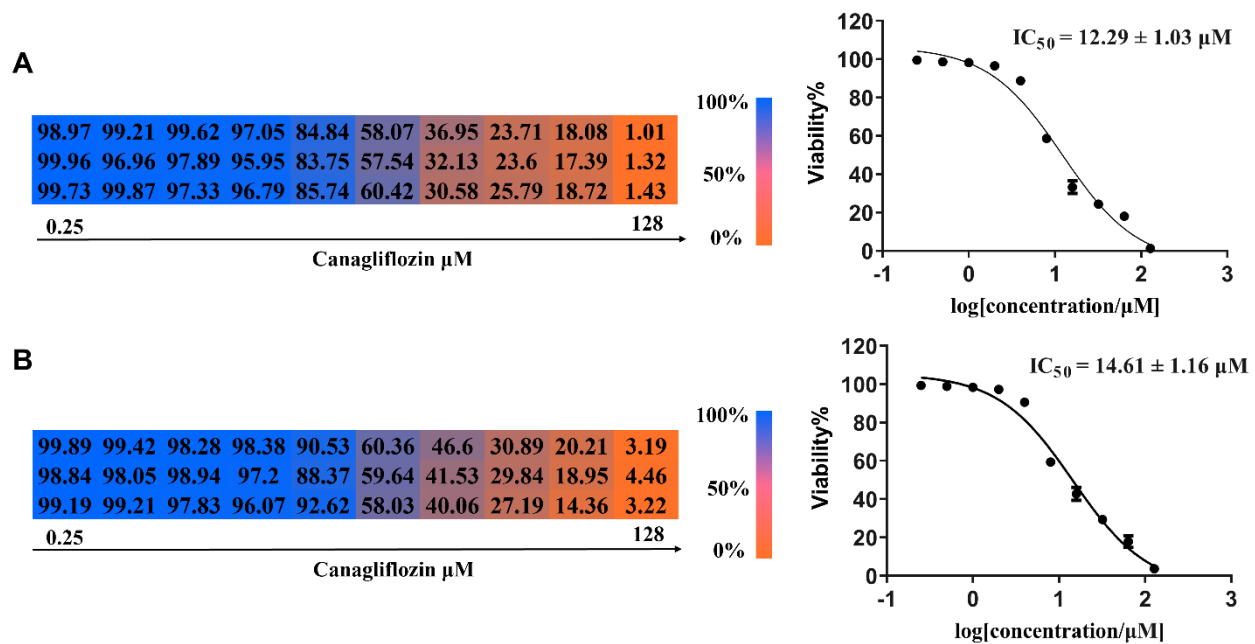 A
98.97 99.21 99.62 97.05 84.84 58.07 36.95 23.71 18.08 1.01
99.96 96.96 97.89 95.95 83.75 57.54 32.13 23.6 17.39 1.32
99.73 99.87 97.33 96.79 85.74 60.42 30.58 25.79 18.72 1.43
0.25 128
Canagliflozin μM
100%
50%
0%
IC50 = 12.29 ± 1.03 μM
Viability%
120
100
80
60
40
20
0
-1 0 1 2 3
log[concentration/μM]
B
99.89 99.42 98.28 98.38 90.53 60.36 46.6 30.89 20.21 3.19
98.84 98.05 98.94 97.2 88.37 59.64 41.53 29.84 18.95 4.46
99.19 99.21 97.83 96.07 92.62 58.03 40.06 27.19 14.36 3.22
0.25 128
Canagliflozin μM
100%
50%
0%
IC50 = 14.61 ± 1.16 μM
Viability%
120
100
80
60
40
20
0
-1 0 1 2 3
log[concentration/μM]